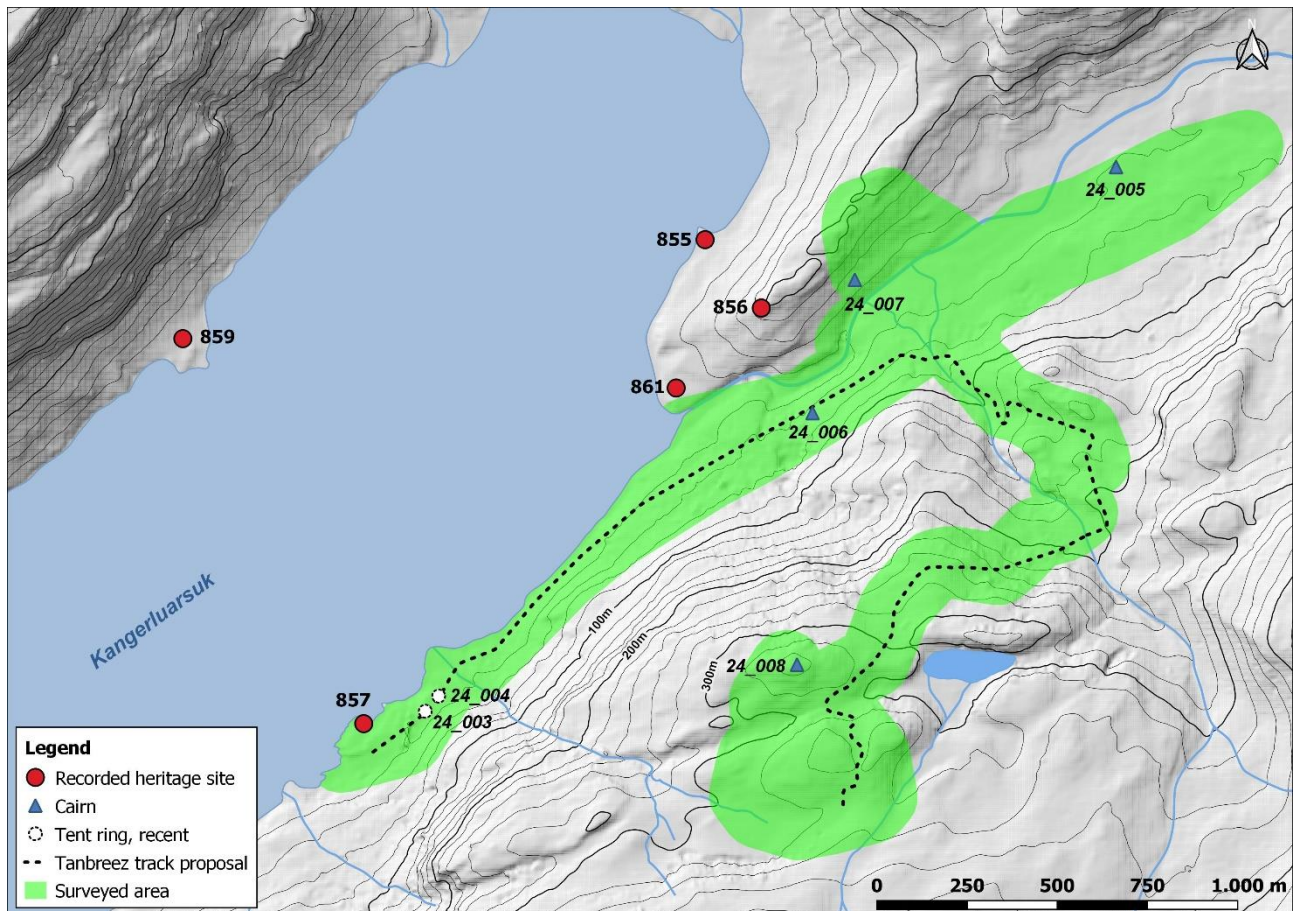 N
24_005
855
24_007
856
859
861
24_006
Kangerluarsuk
100m
200m
300m
24_008
857
24_004
24_003
Legend
Recorded heritage site
Cairn
Tent ring, recent
Tanbreez track proposal
Surveyed area
0 250 500 750 1.000 m